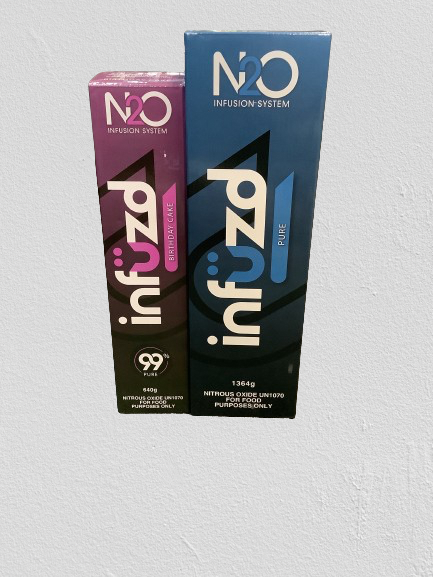 N2O
INFUSION SYSTEM
infüzd
BIRTHDAY CAKE
99%
PURE
640g
NITROUS OXIDE UN1070
FOR FOOD
PURPOSES ONLY
N2O
INFUSION SYSTEM
infüzd
PURE
1364g
NITROUS OXIDE UN1070
FOR FOOD
PURPOSES ONLY